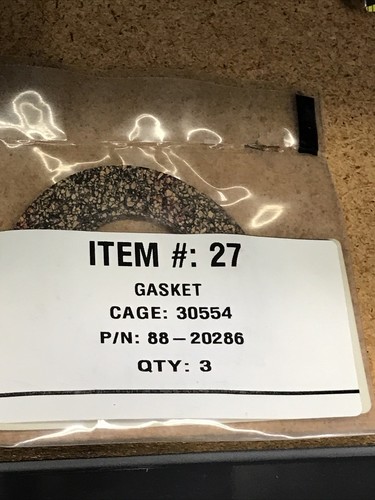 ITEM #: 27
GASKET
CAGE: 30554
P/N: 88-20286
QTY: 3